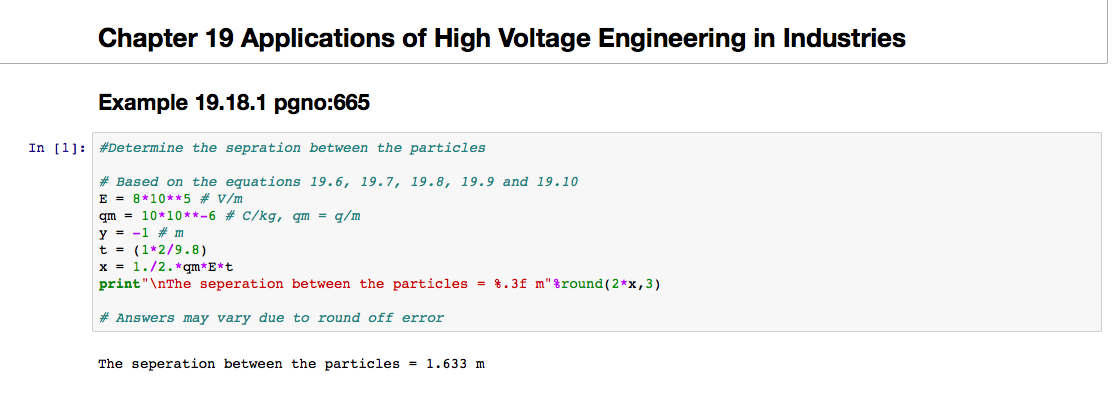 Chapter 19 Applications of High Voltage Engineering in Industries
Example 19.18.1 pgno:665
In [1]: #Determine the sepration between the particles
# Based on the equations 19.6, 19.7, 19.8, 19.9 and 19.10
E = 8*10**5 # V/m
qm = 10*10**-6 # C/kg, qm = q/m
y = -1 # m
t = (1*2/9.8)
x = 1./2.*qm*E*t
print"\nThe seperation between the particles = %.3f m"%round(2*x,3)
# Answers may vary due to round off error
The seperation between the particles = 1.633 m